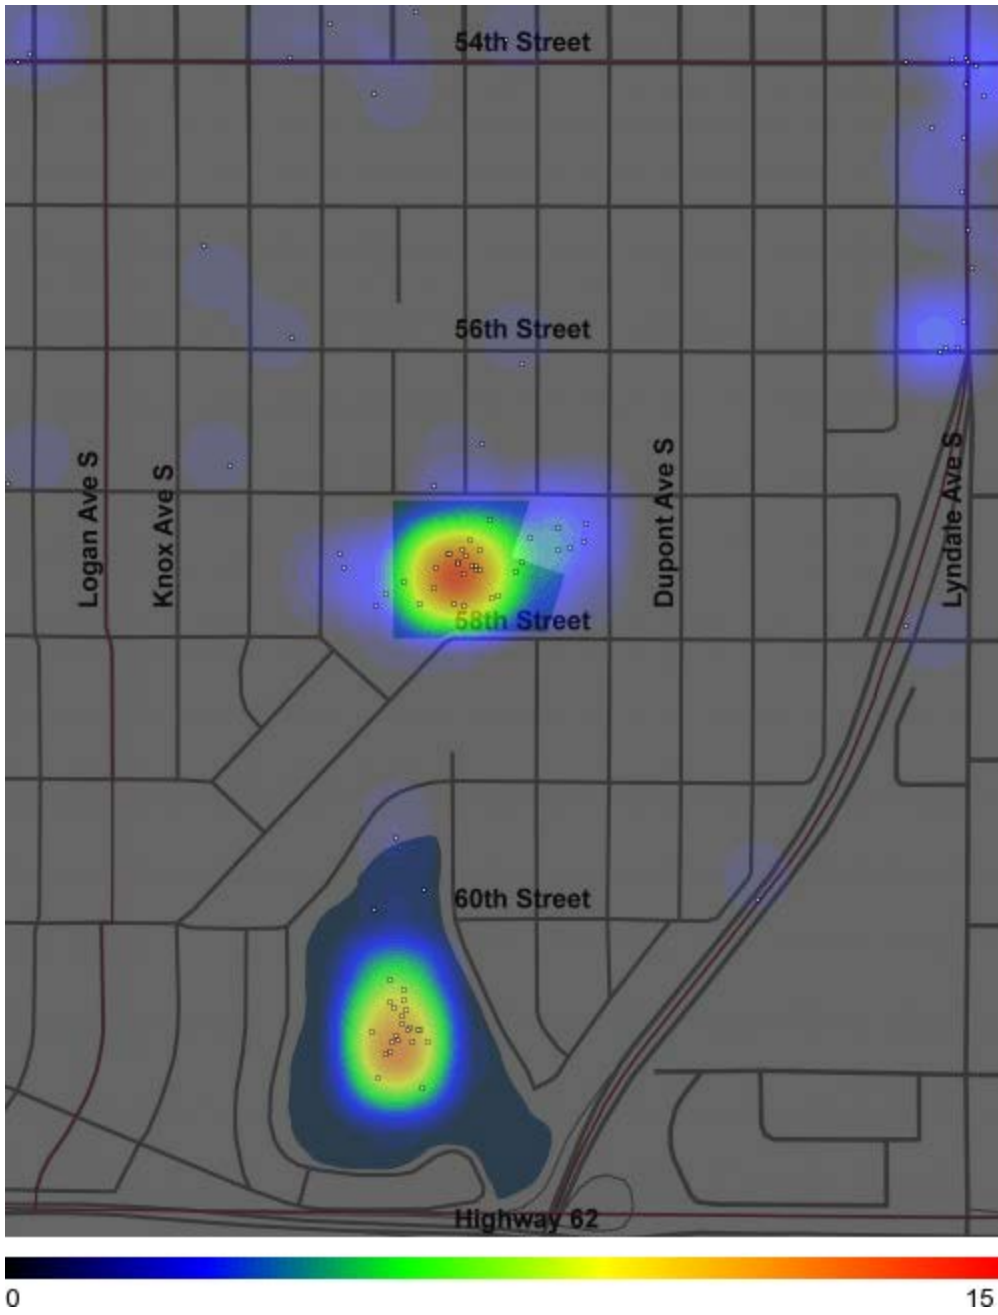 54th Street
56th Street
Logan Ave S
Knox Ave S
Dupont Ave S
Lyndale Ave S
58th Street
60th Street
Highway 62
0
15